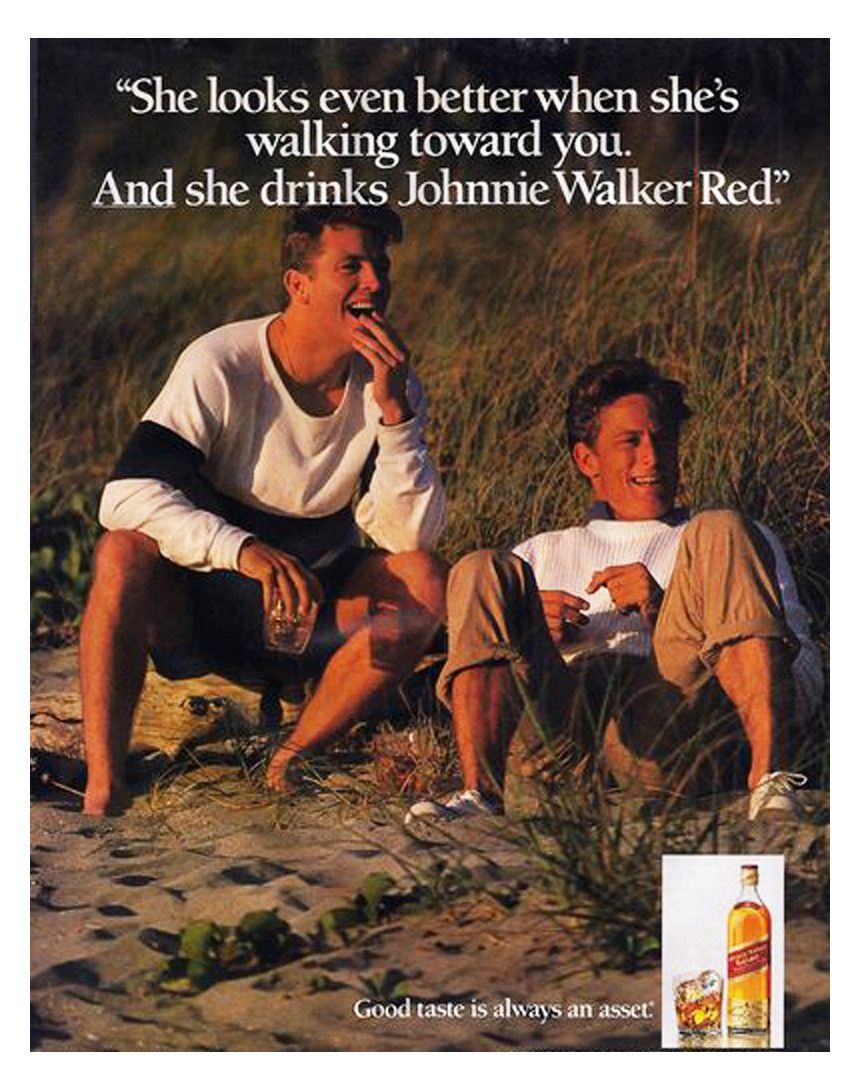 “She looks even better when she's
walking toward you.
And she drinks Johnnie Walker Red.”
Good taste is always an asset.